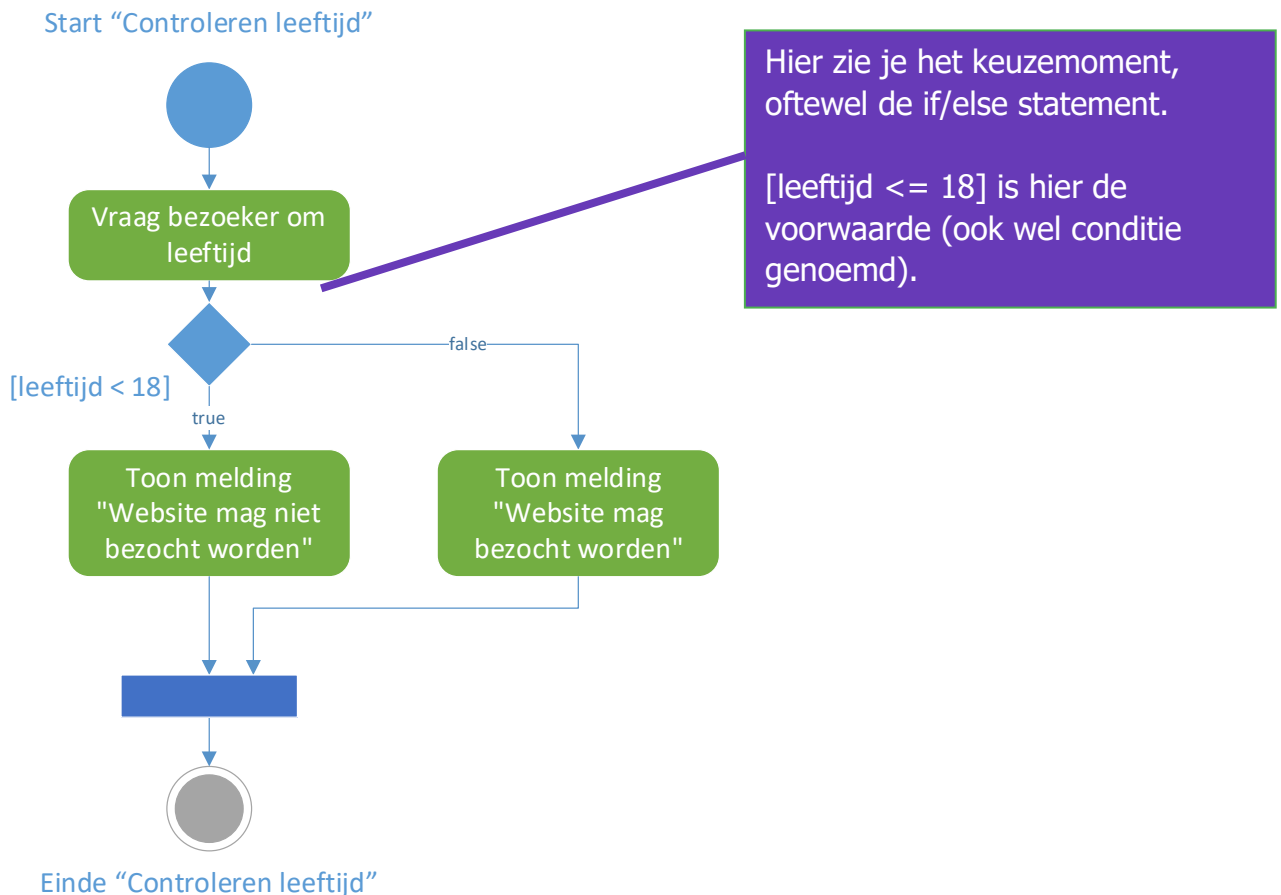 Start “Controleren leeftijd”
Hier zie je het keuzemoment,
oftewel de if/else statement.
[leeftijd <= 18] is hier de
voorwaarde (ook wel conditie
genoemd).
Vraag bezoeker om
leeftijd
false
[leeftijd < 18]
true
Toon melding
"Website mag niet
bezocht worden"
Toon melding
"Website mag
bezocht worden"
Einde “Controleren leeftijd”